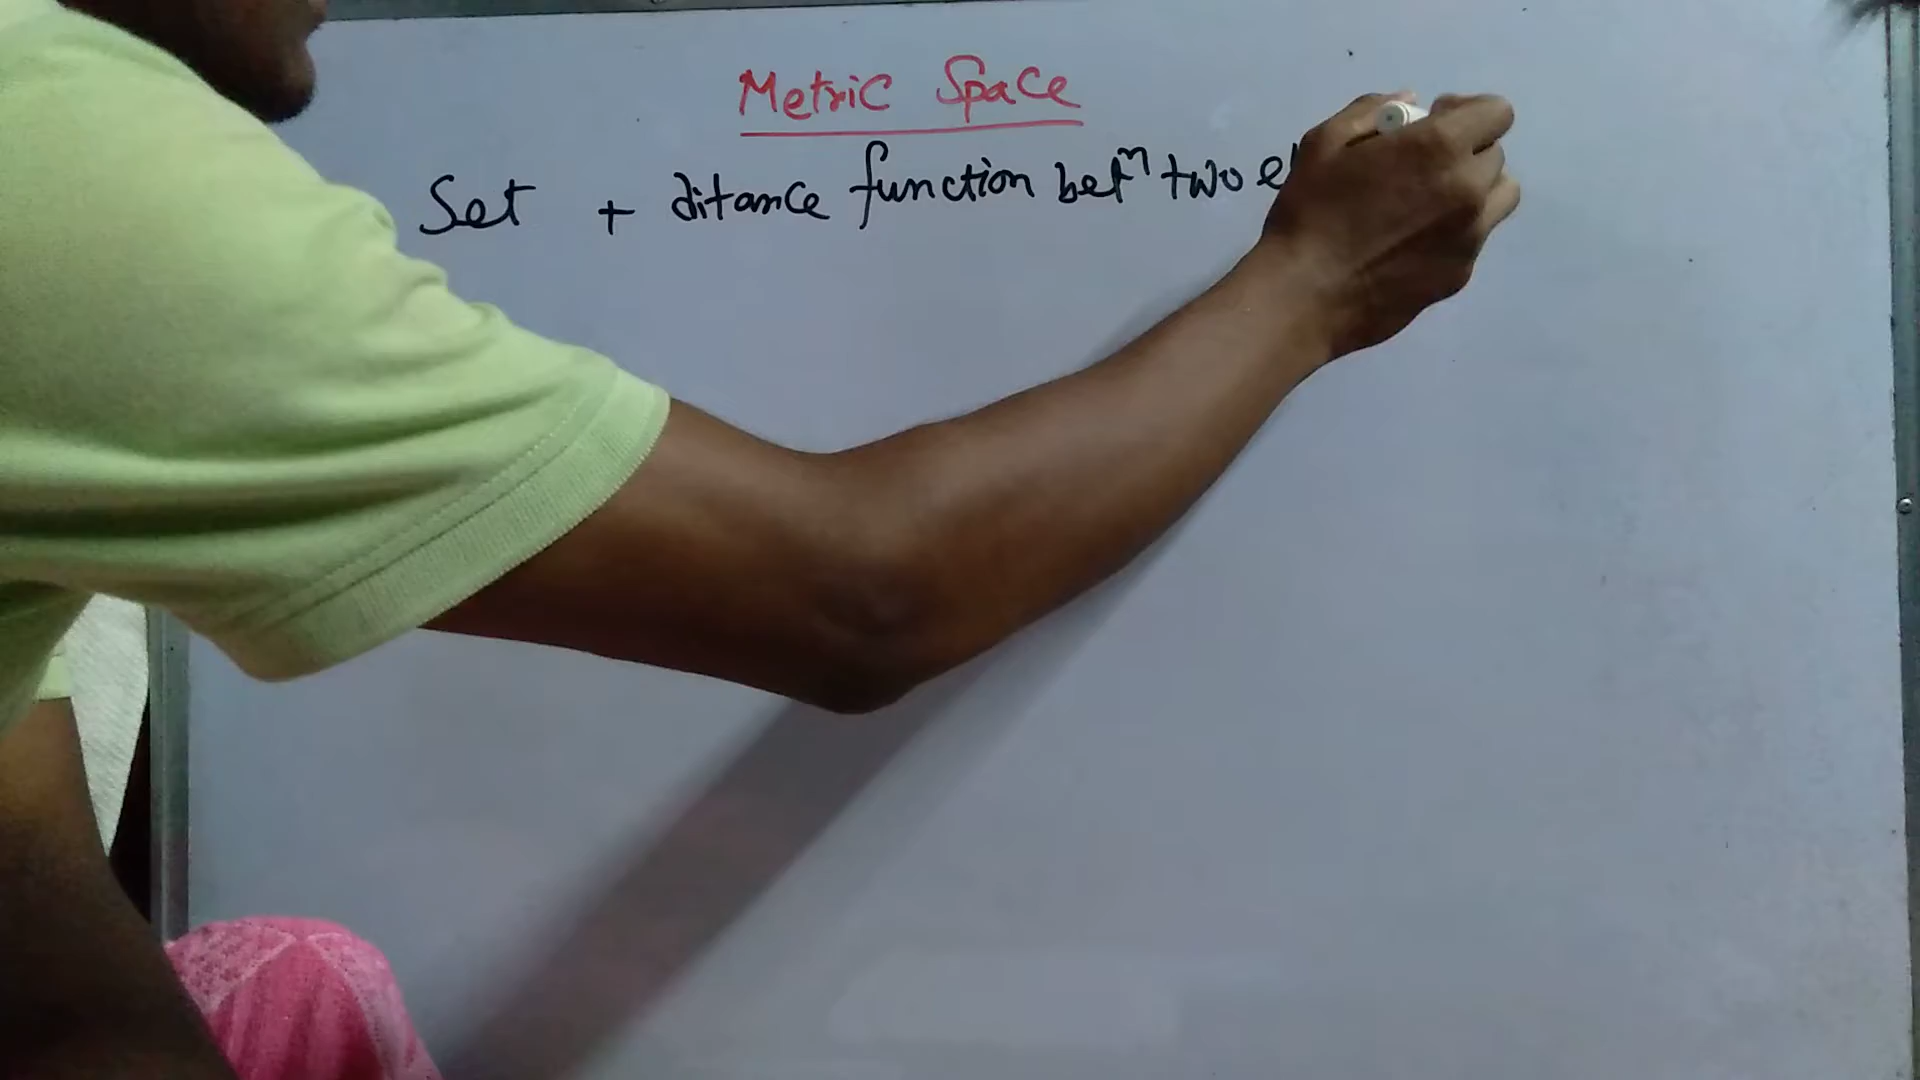 Metric Space
Set + ditance function betⁿ two